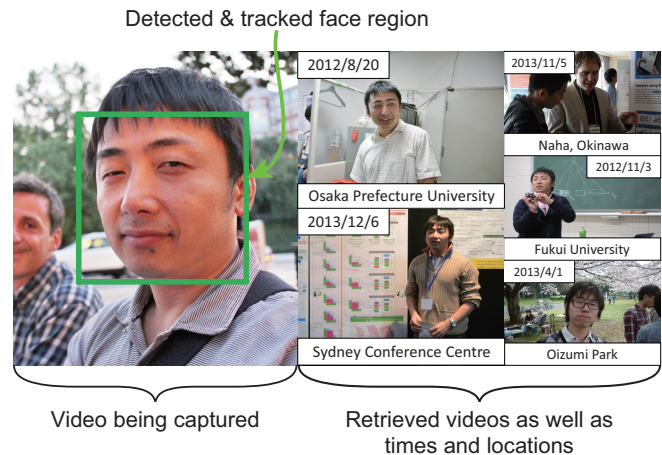 Detected & tracked face region
2012/8/20
Osaka Prefecture University
2013/12/6
Sydney Conference Centre
2013/11/5
Naha, Okinawa
2012/11/3
Fukui University
2013/4/1
Oizumi Park
Video being captured
Retrieved videos as well as
times and locations